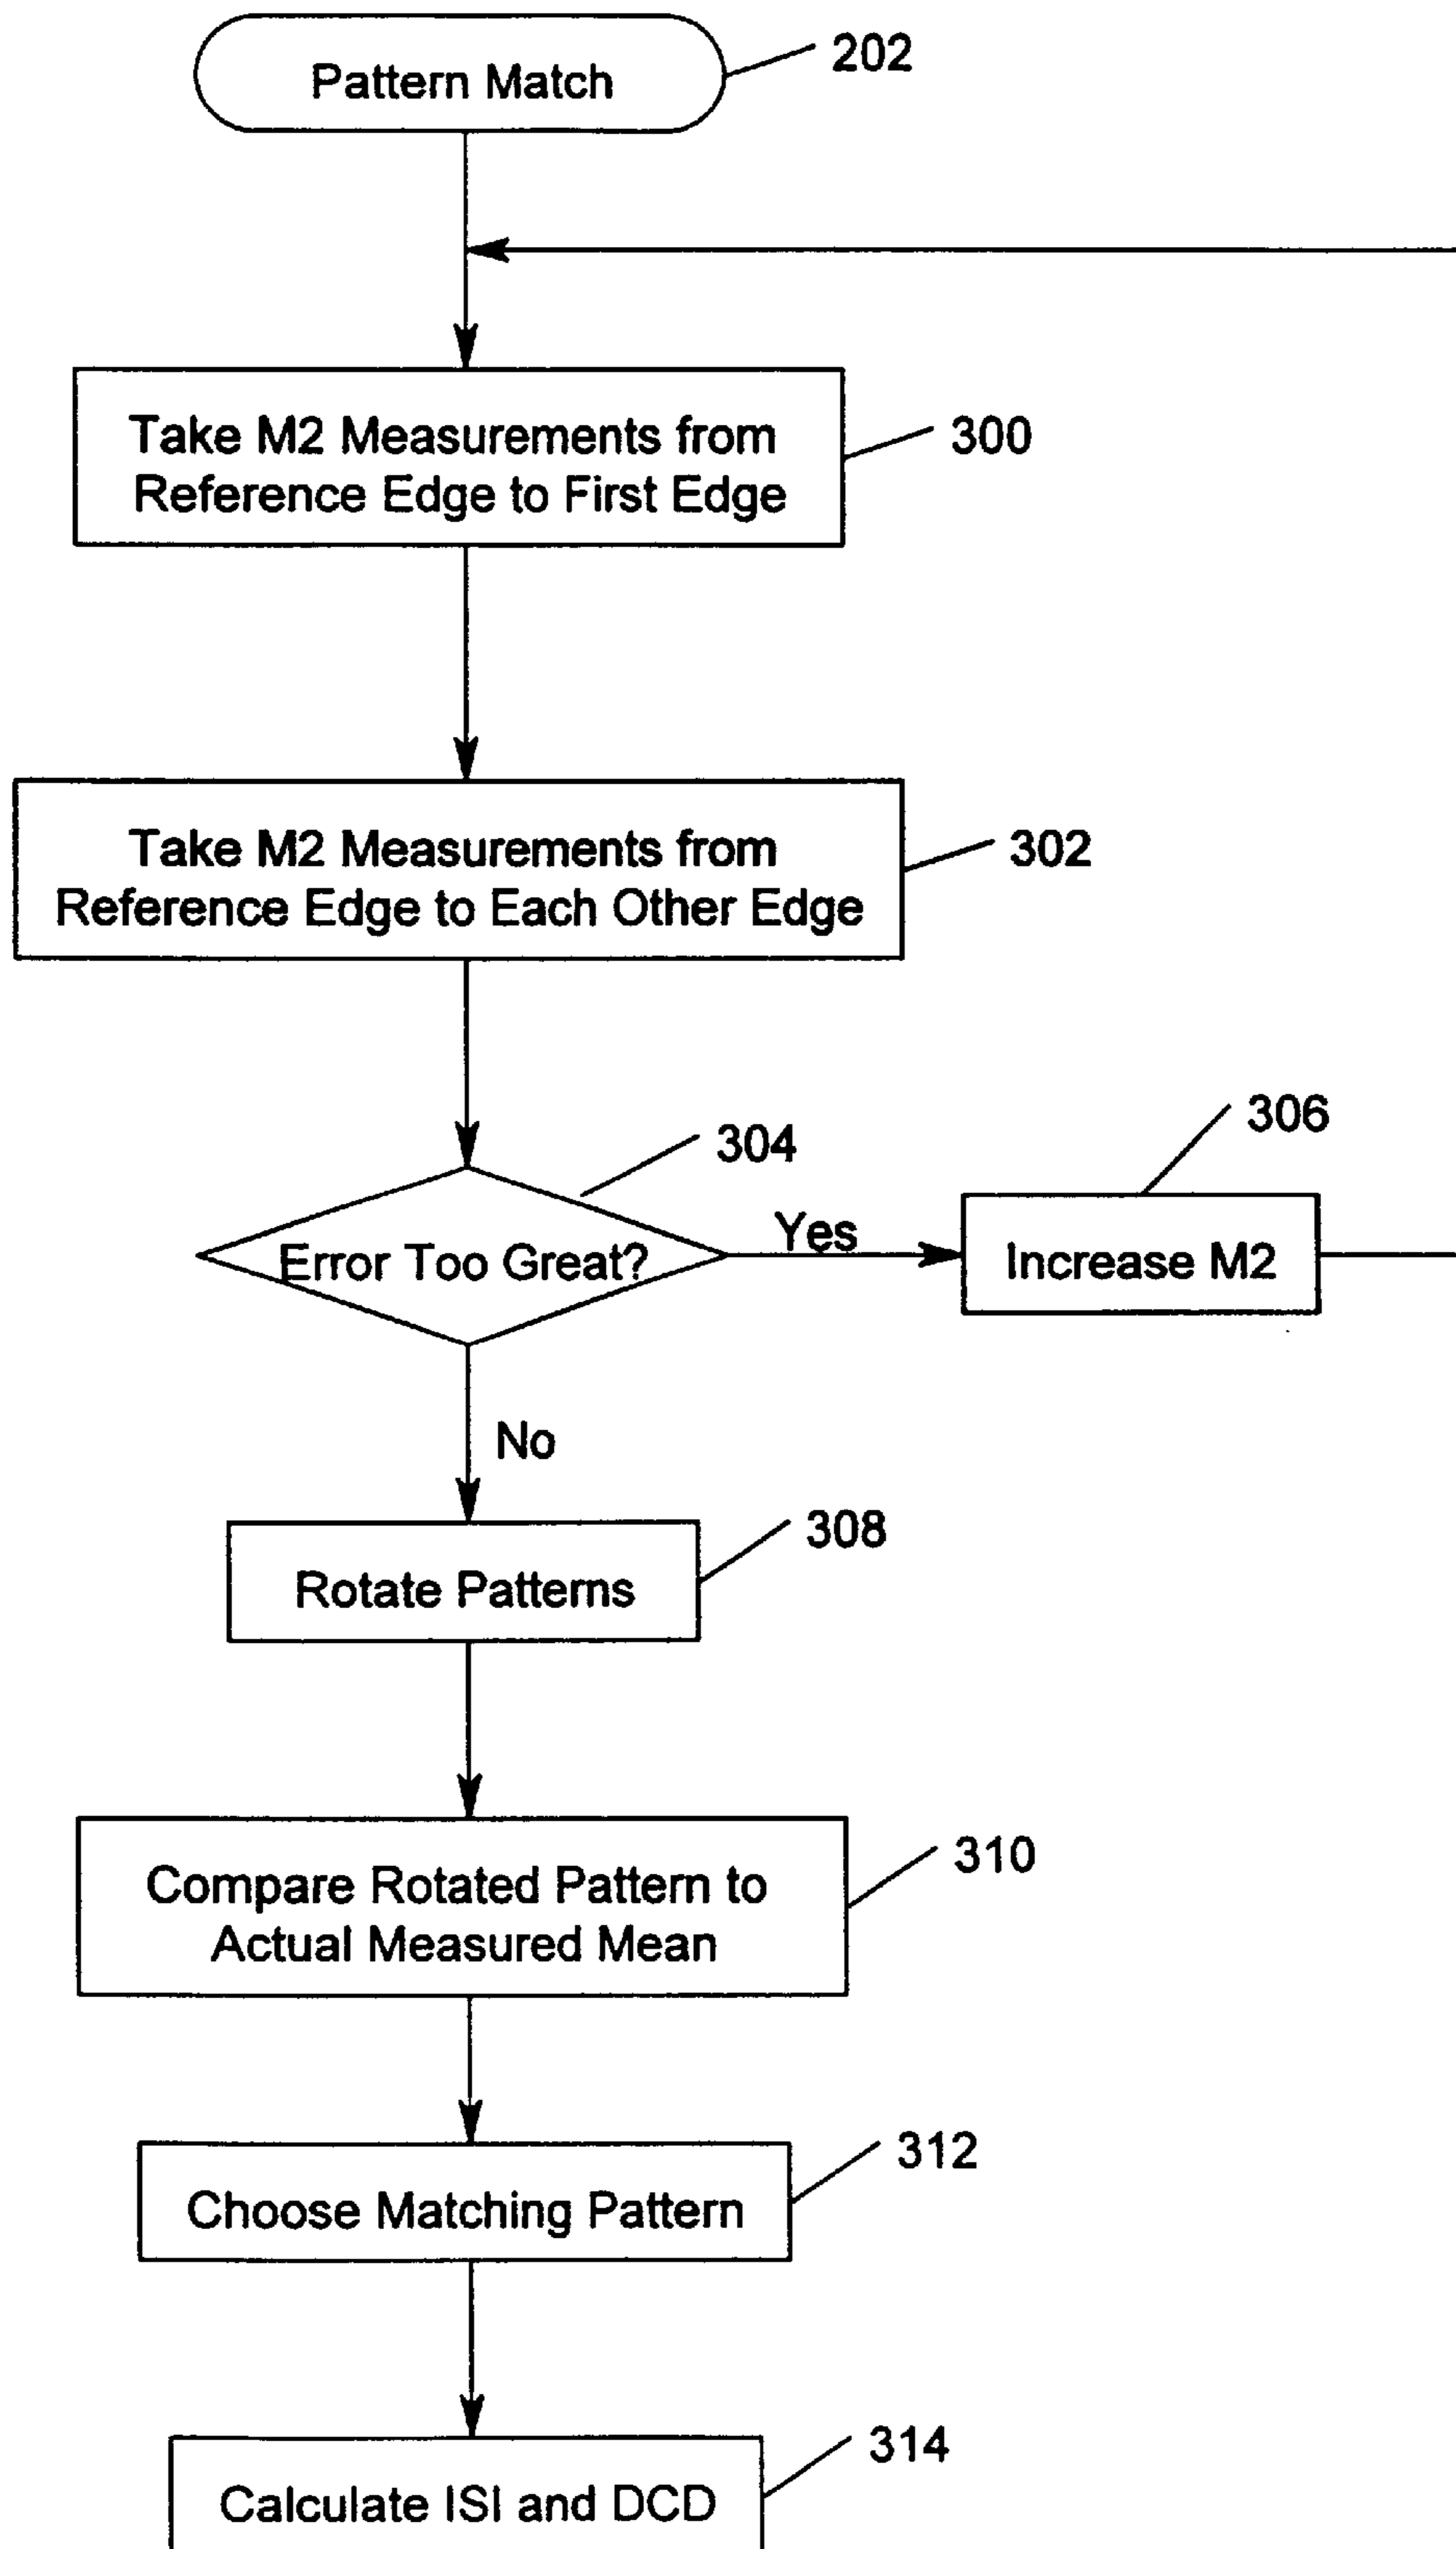 Pattern Match
202
Take M2 Measurements from
Reference Edge to First Edge
300
Take M2 Measurements from
Reference Edge to Each Other Edge
302
304
Error Too Great?
Yes
306
Increase M2
No
Rotate Patterns
308
Compare Rotated Pattern to
Actual Measured Mean
310
Choose Matching Pattern
312
Calculate ISI and DCD
314